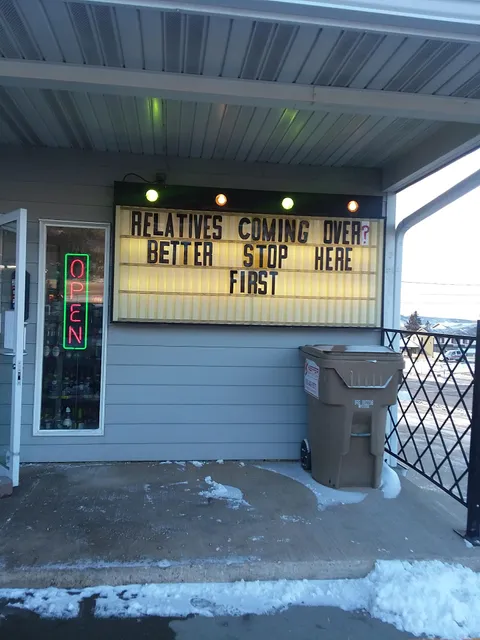 RELATIVES COMING OVER?
BETTER STOP HERE
FIRST
OPEN